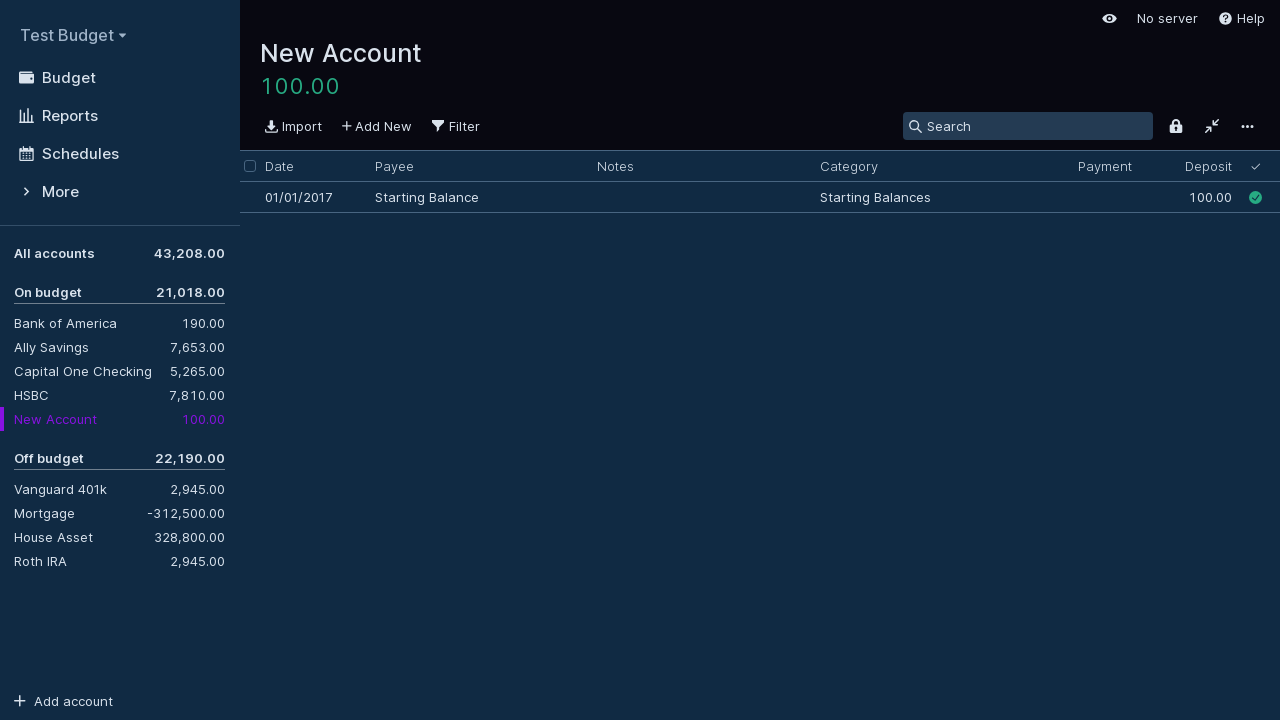 Test Budget
Budget
Reports
Schedules
More
All accounts 43,208.00
On budget 21,018.00
Bank of America 190.00
Ally Savings 7,653.00
Capital One Checking 5,265.00
HSBC 7,810.00
New Account 100.00
Off budget 22,190.00
Vanguard 401k 2,945.00
Mortgage -312,500.00
House Asset 328,800.00
Roth IRA 2,945.00
Add account
No server Help
New Account
100.00
Import Add New Filter Search
Date Payee Notes Category Payment Deposit
01/01/2017 Starting Balance Starting Balances 100.00